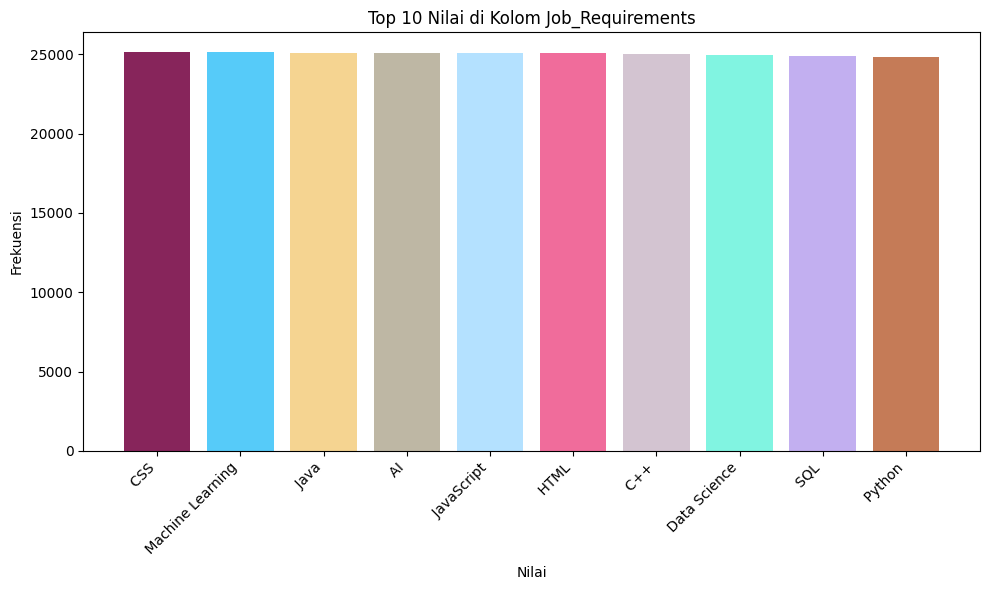 Top 10 Nilai di Kolom Job_Requirements
Frekuensi
25000
20000
15000
10000
5000
0
CSS
Machine Learning
Java
AI
JavaScript
HTML
C++
Data Science
SQL
Python
Nilai